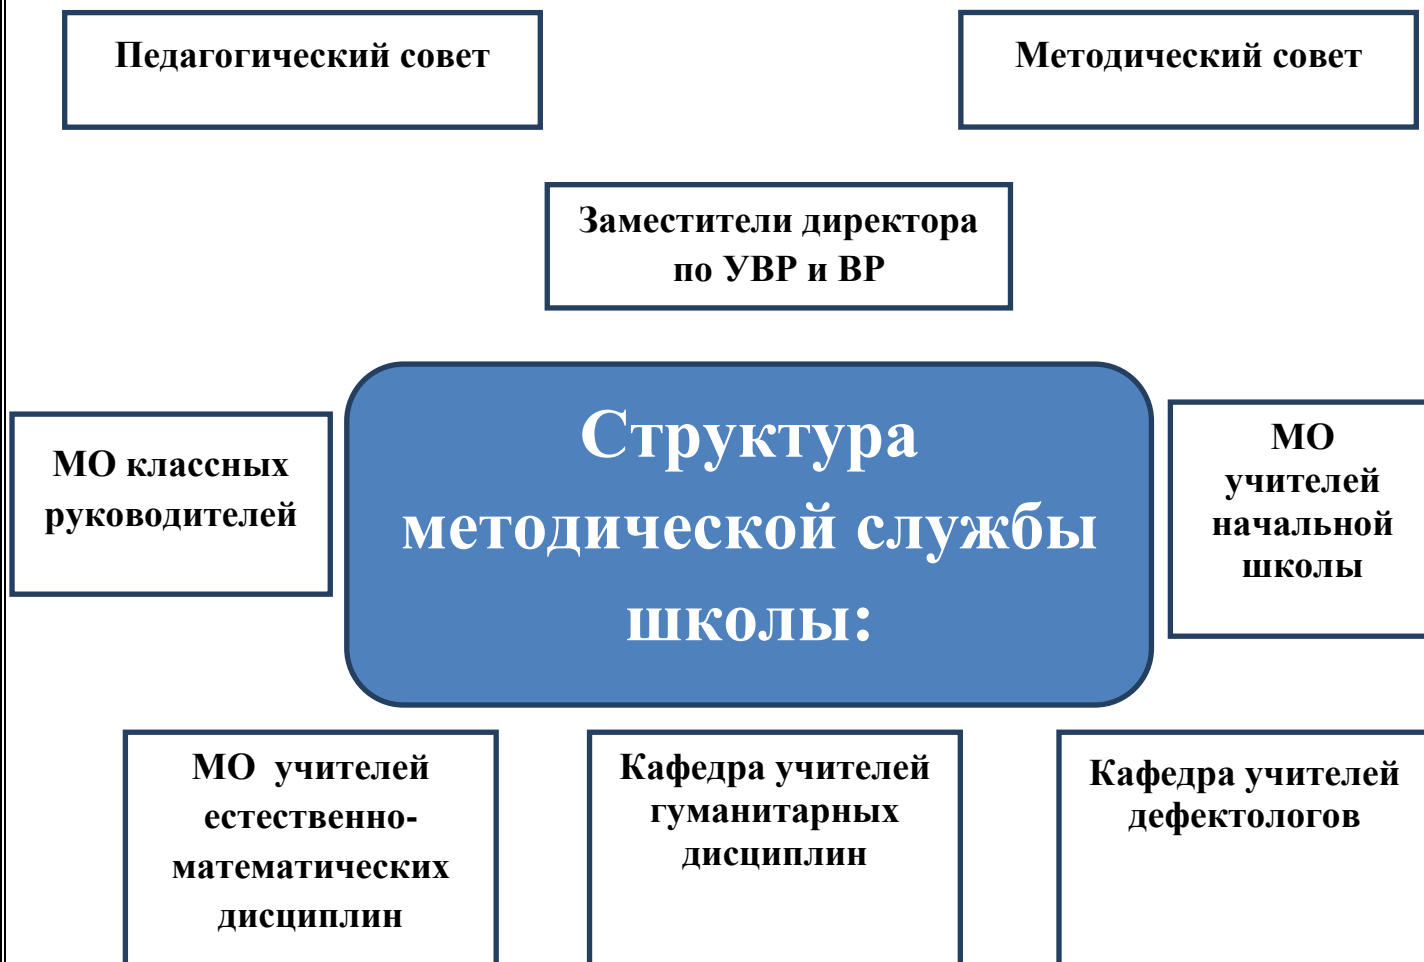 Педагогический совет
Методический совет
Заместители директора
по УВР и ВР
Структура
методической службы
школы:
МО классных
руководителей
МО
учителей
начальной
школы
МО  учителей
естественно-
математических
дисциплин
Кафедра учителей
гуманитарных
дисциплин
Кафедра учителей
дефектологов